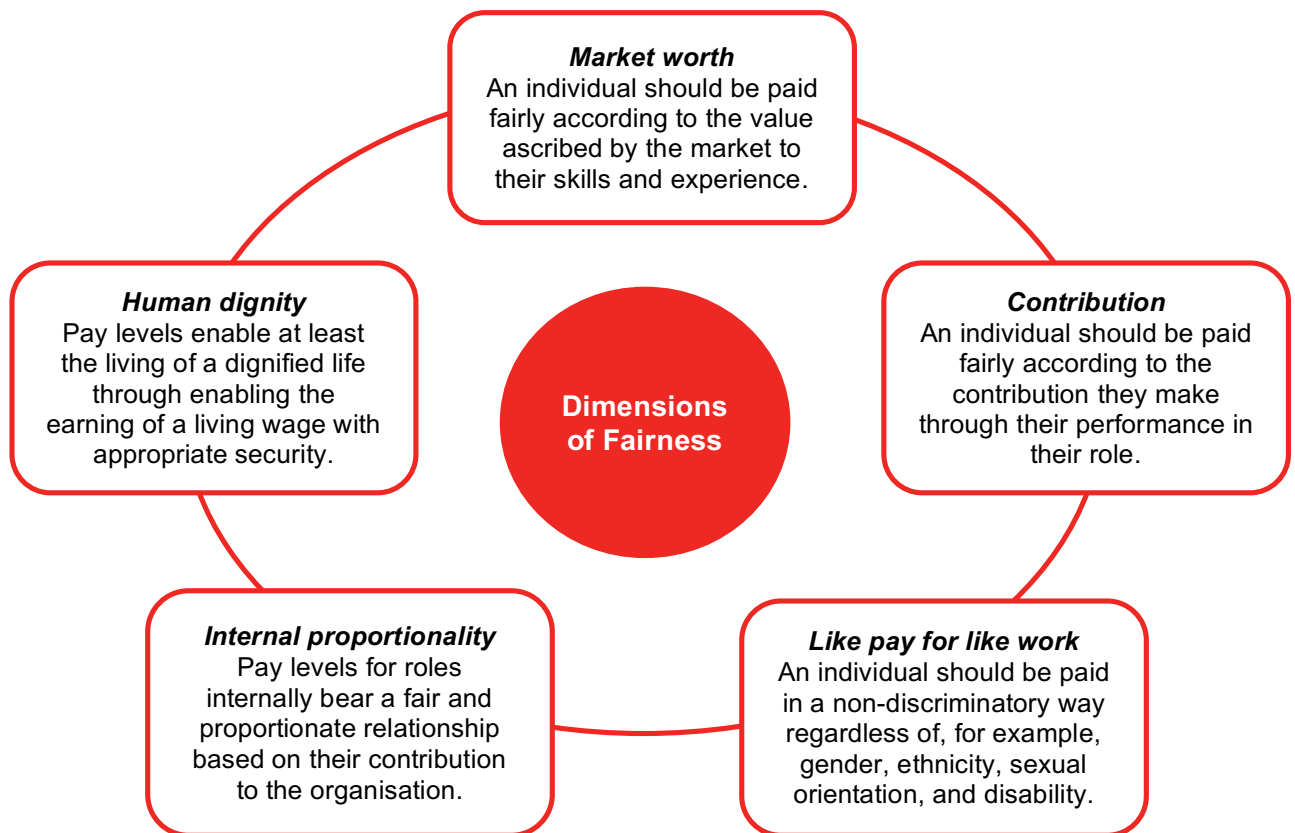 Market worth
An individual should be paid
fairly according to the value
ascribed by the market to
their skills and experience.
Human dignity
Pay levels enable at least
the living of a dignified life
through enabling the
earning of a living wage with
appropriate security.
Contribution
An individual should be paid
fairly according to the
contribution they make
through their performance in
their role.
Dimensions
of Fairness
Internal proportionality
Pay levels for roles
internally bear a fair and
proportionate relationship
based on their contribution
to the organisation.
Like pay for like work
An individual should be paid
in a non-discriminatory way
regardless of, for example,
gender, ethnicity, sexual
orientation, and disability.